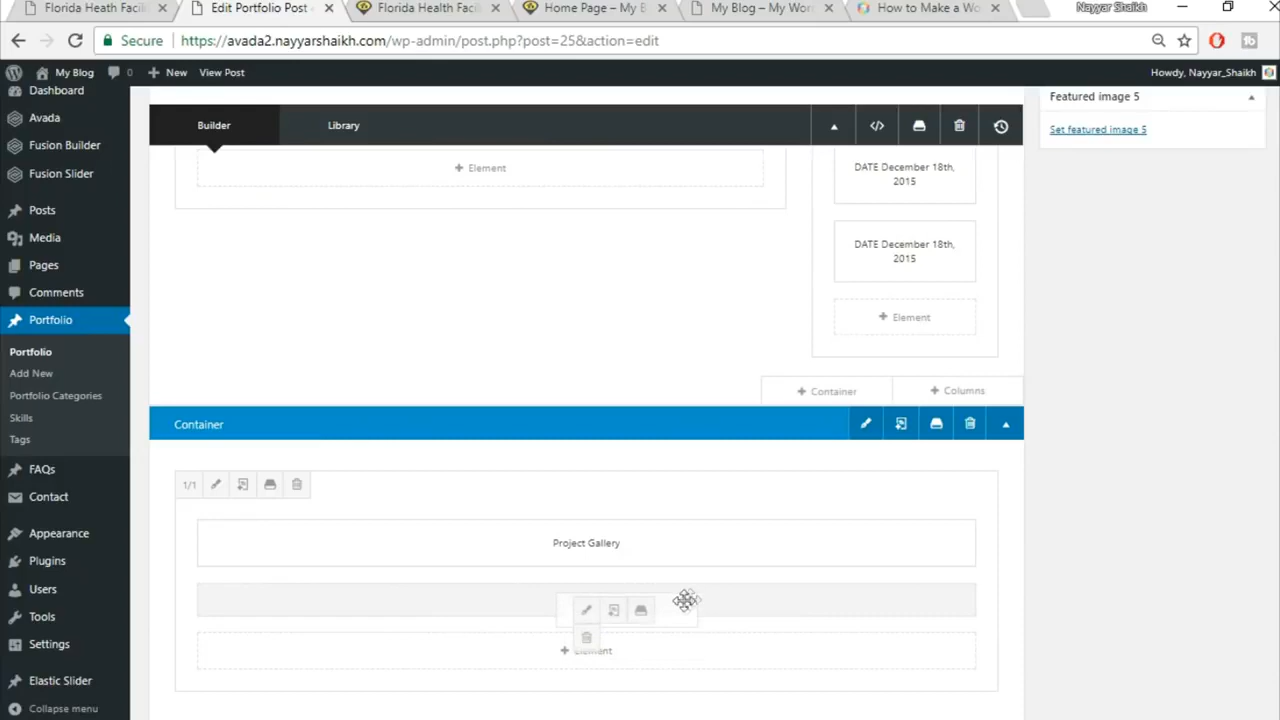 Florida Heath Facili
Edit Portfolio Post
Florida Health Facili
Home Page – My B
My Blog – My Wor
How to Make a Wo
Nayyar Shaikh
Secure
https://avada2.nayyarshaikh.com/wp-admin/post.php?post=25&action=edit
My Blog
0
New
View Post
Howdy, Nayyar_Shaikh
Dashboard
Avada
Fusion Builder
Fusion Slider
Posts
Media
Pages
Comments
Portfolio
Portfolio
Add New
Portfolio Categories
Skills
Tags
FAQs
Contact
Appearance
Plugins
Users
Tools
Settings
Elastic Slider
Collapse menu
Builder
Library
+ Element
DATE December 18th,
2015
DATE December 18th,
2015
+ Element
+ Container
+ Columns
Container
1/1
Project Gallery
+ Element
Featured image 5
Set featured image 5